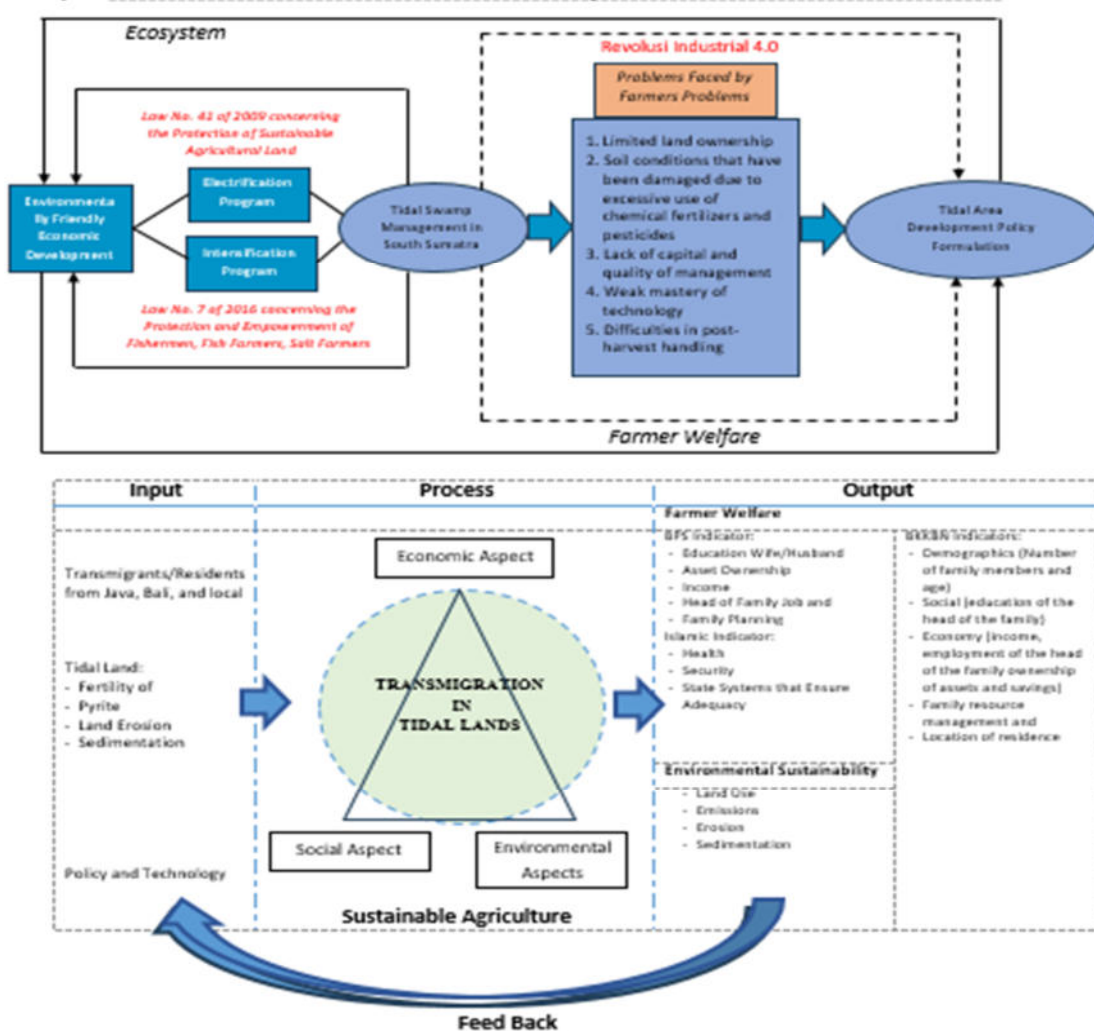 Ecosystem
Revolusi Industrial 4.0
Problems Faced by
Farmers Problems
Law No. 41 of 2009 concerning
the Protection of Sustainable
Agricultural Land
Environmenta
lly Friendly
Economic
Development
Electrification
Program
Intensification
Program
Law No. 7 of 2016 concerning the
Protection and Empowerment of
Fishermen, Fish Farmers, Salt Farmers
Tidal Swamp
Management in
South Sumatra
1. Limited land ownership
2. Soil conditions that have
been damaged due to
excessive use of
chemical fertilizers and
pesticides
3. Lack of capital and
quality of management
4. Weak mastery of
technology
5. Difficulties in post-
harvest handling
Tidal Area
Development Policy
Formulation
Farmer Welfare
Input
Process
Output
Transmigrants/Residents
from Java, Bali, and local
Tidal Land:
- Fertility of
- Pyrite
- Land Erosion
- Sedimentation
Policy and Technology
Economic Aspect
TRANSMIGRATION
IN
TIDAL LANDS
Social Aspect
Environmental
Aspects
Sustainable Agriculture
Farmer Welfare
BPS Indicator:
- Education Wife/Husband
- Asset Ownership
- Income
- Head of Family Job and
- Family Planning
Islamic Indicator:
- Health
- Security
- State Systems that Ensure
Adequacy
Environmental Sustainability
- Land Use
- Emissions
- Erosion
- Sedimentation
BKKBN Indicators:
- Demographics (Number
of family members and
age)
- Social (education of the
head of the family)
- Economy (income,
employment of the head
of the family ownership
of assets and savings)
- Family resource
management and
- Location of residence
Feed Back